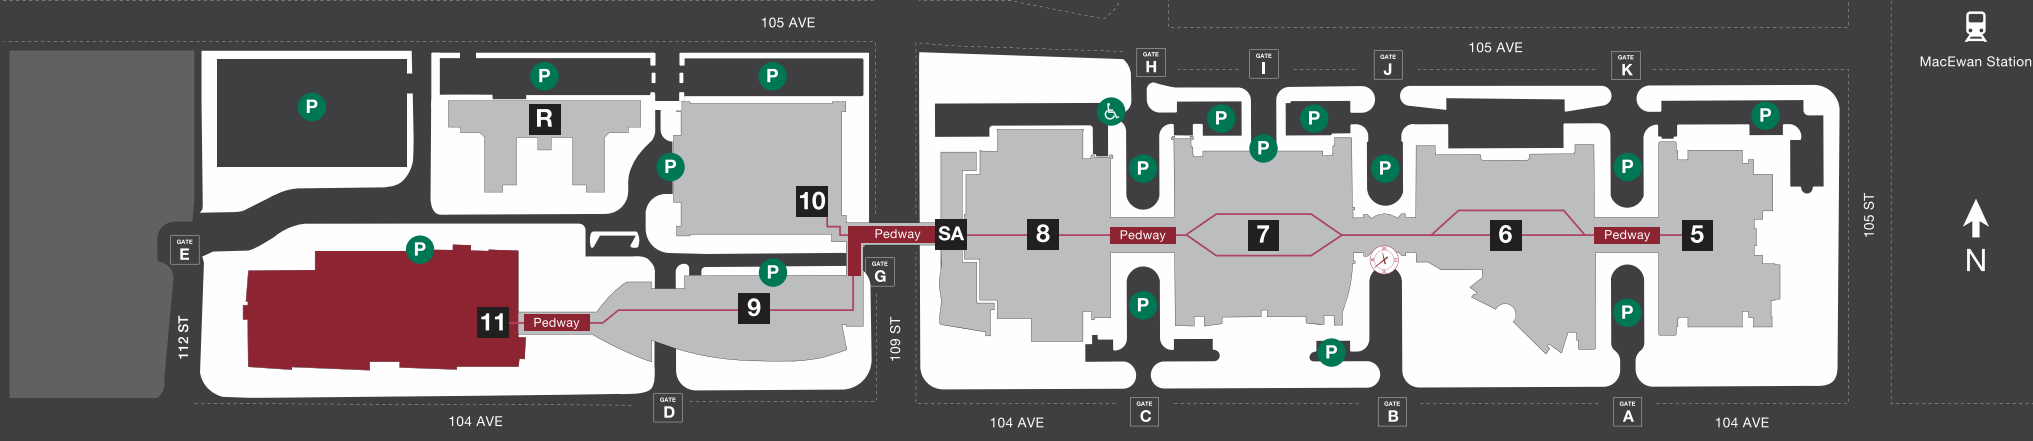 105 AVE
105 AVE
MacEwan Station
GATE
H
GATE
I
GATE
J
GATE
K
P
P
P
P
P
P
P
R
P
P
P
P
P
10
SA
8
7
6
5
Pedway
Pedway
Pedway
105 ST
N
GATE
E
P
GATE
G
P
9
11
Pedway
P
P
P
112 ST
109 ST
GATE
D
GATE
C
GATE
B
GATE
A
104 AVE
104 AVE
104 AVE